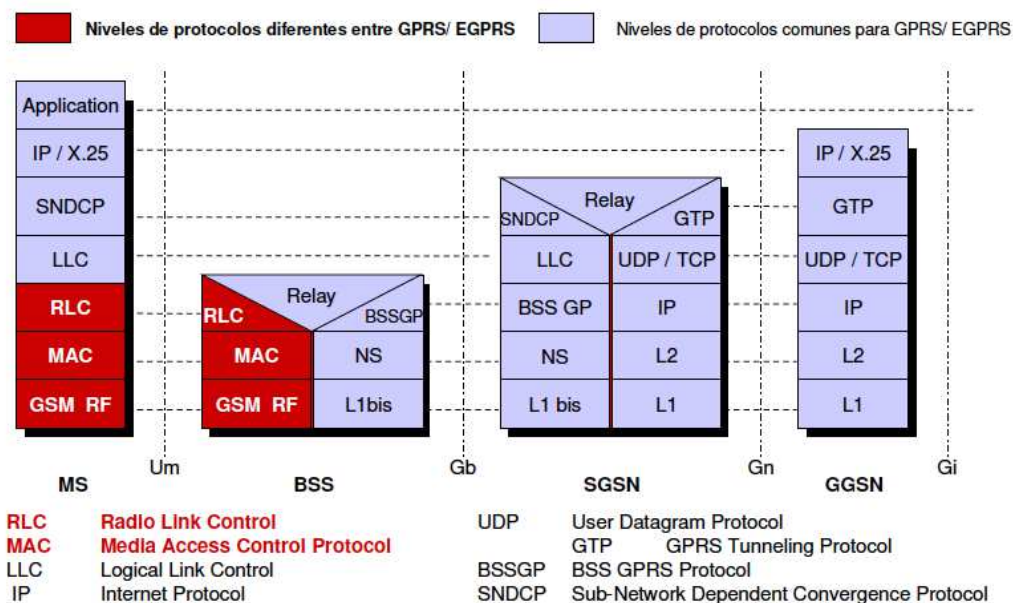 Niveles de protocolos diferentes entre GPRS/ EGPRS
Niveles de protocolos comunes para GPRS/ EGPRS
Application
IP / X.25
SNDCP
LLC
RLC
MAC
GSM RF
Relay
RLC
BSSGP
MAC
NS
GSM RF
L1bis
Relay
SNDCP
GTP
LLC
UDP / TCP
BSS GP
IP
NS
L2
L1 bis
L1
IP / X.25
GTP
UDP / TCP
IP
L2
L1
Um
Gb
Gn
Gi
MS
BSS
SGSN
GGSN
RLC Radio Link Control
MAC Media Access Control Protocol
LLC Logical Link Control
IP Internet Protocol
UDP User Datagram Protocol
GTP GPRS Tunneling Protocol
BSSGP BSS GPRS Protocol
SNDCP Sub-Network Dependent Convergence Protocol